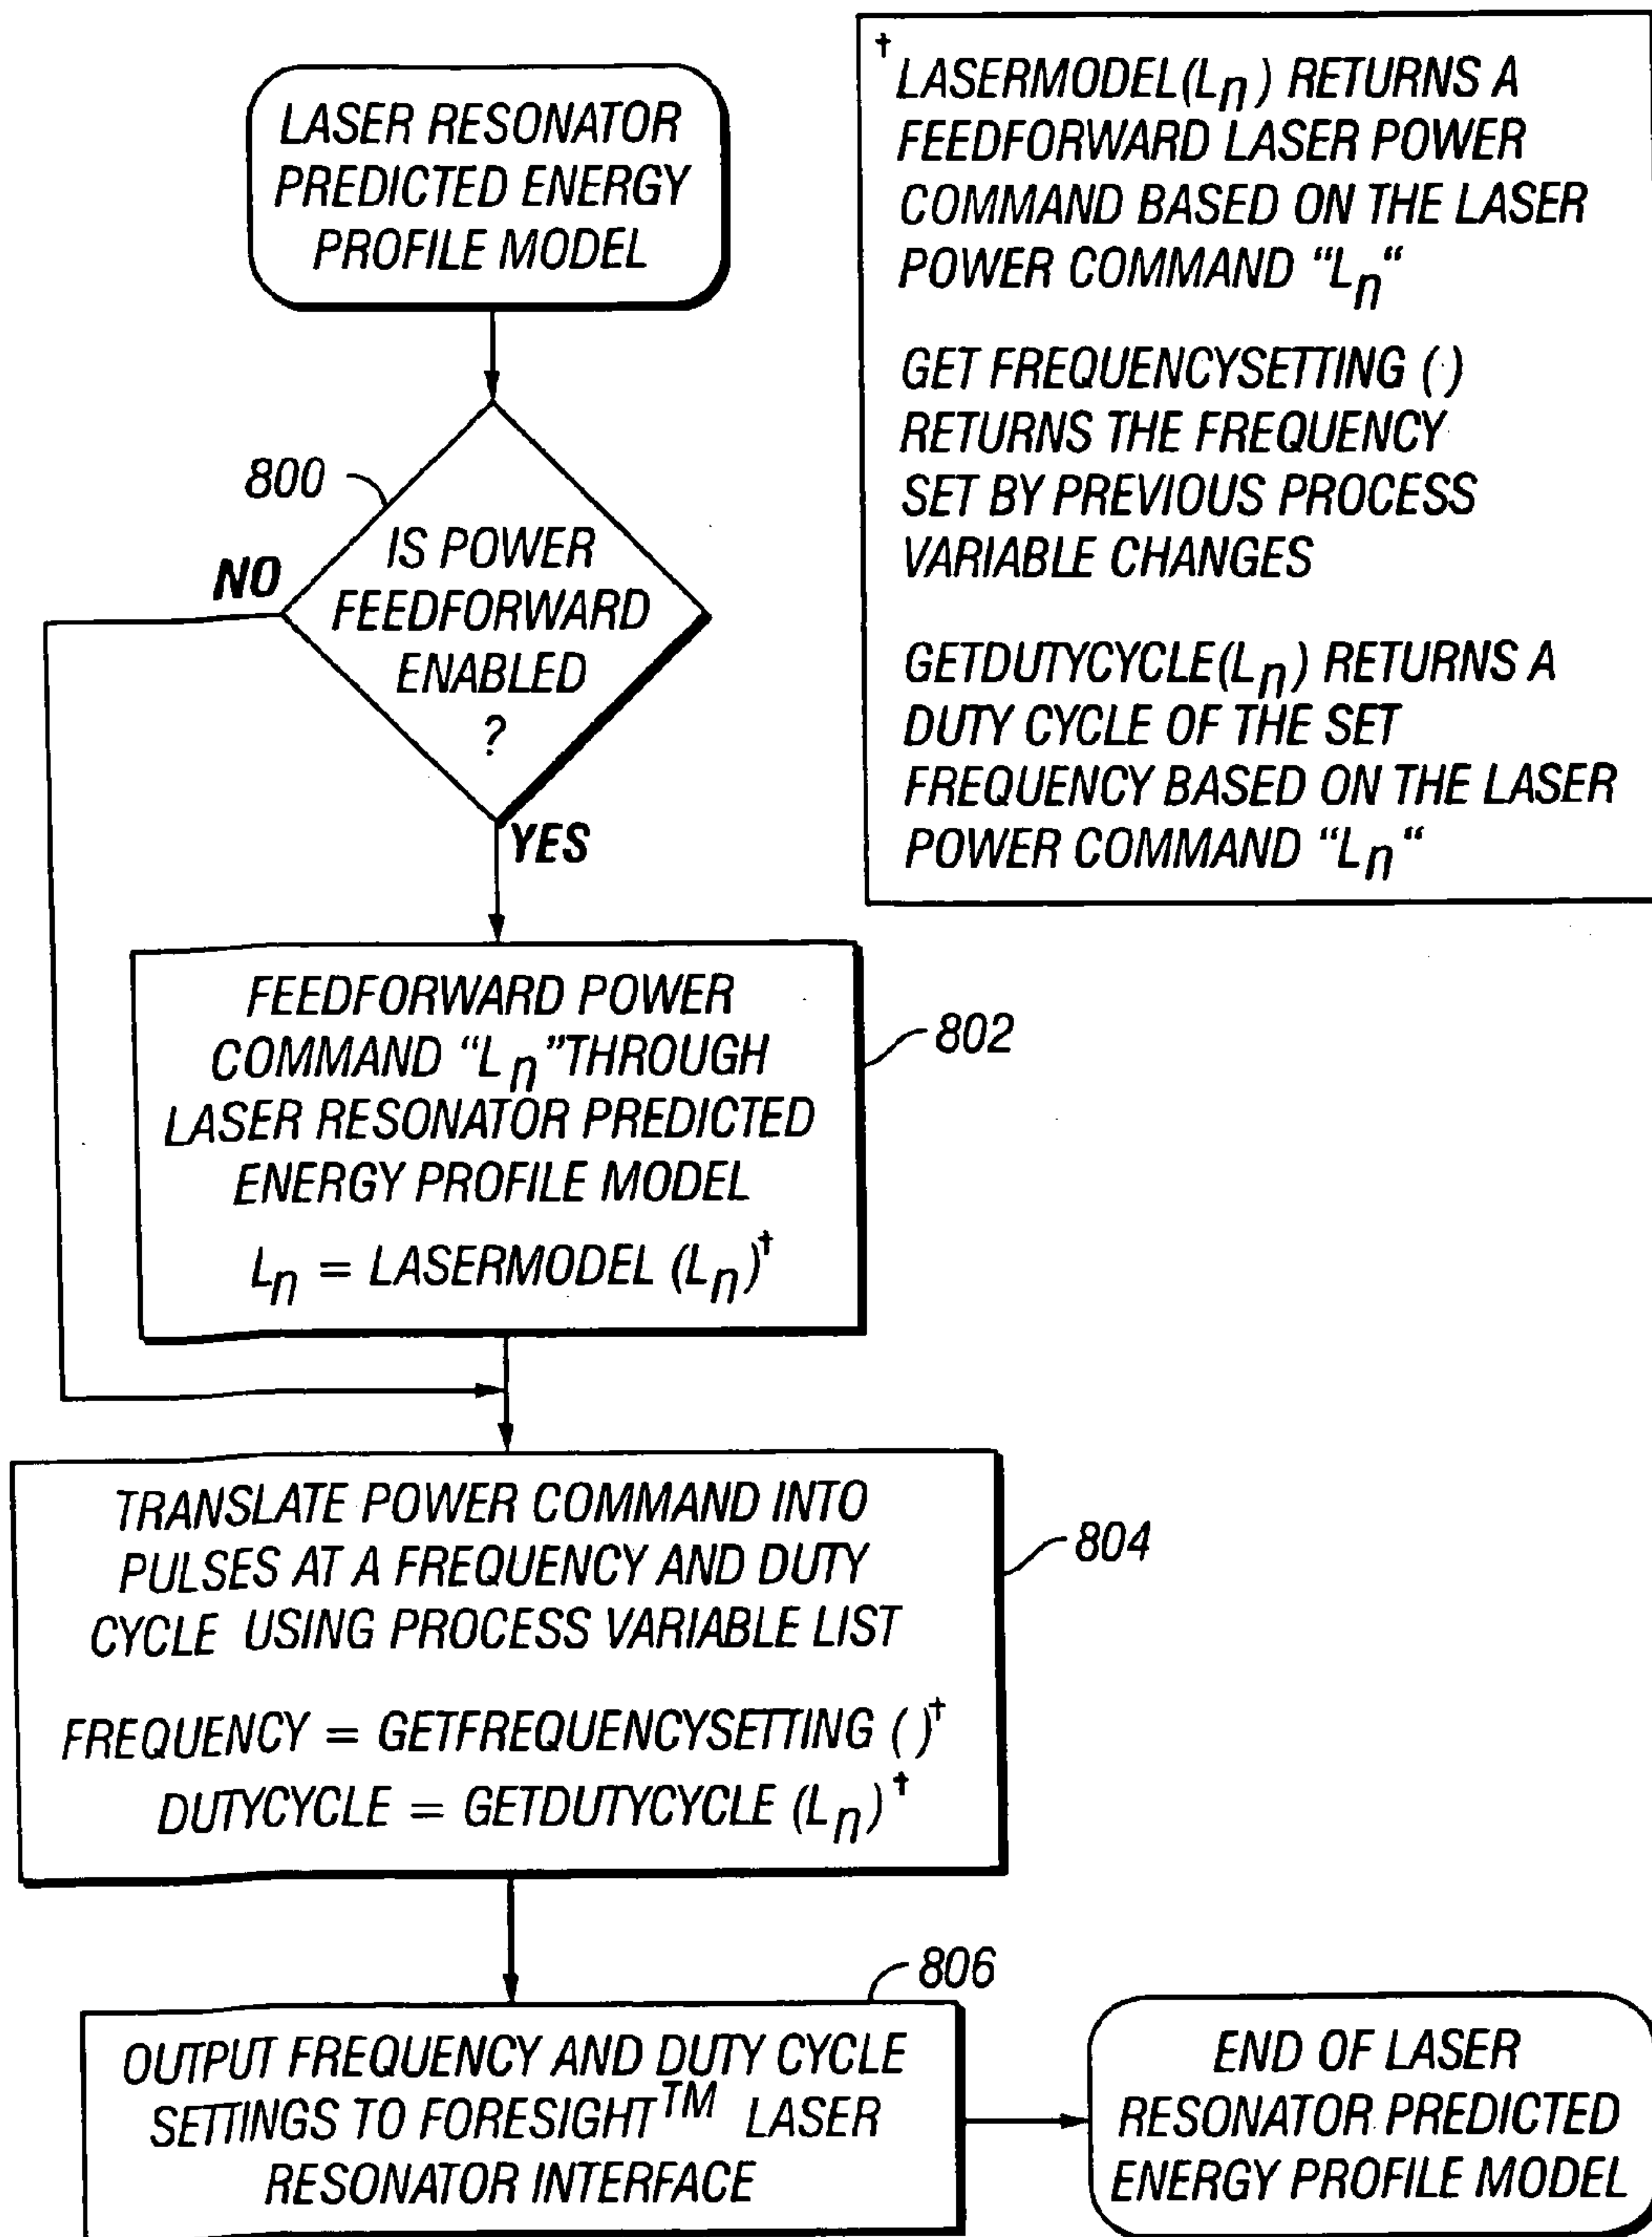 LASER RESONATOR
PREDICTED ENERGY
PROFILE MODEL
†
LASERMODEL(Ln) RETURNS A
FEEDFORWARD LASER POWER
COMMAND BASED ON THE LASER
POWER COMMAND “Ln“
GET FREQUENCYSETTING ( )
RETURNS THE FREQUENCY
SET BY PREVIOUS PROCESS
VARIABLE CHANGES
GETDUTYCYCLE(Ln) RETURNS A
DUTY CYCLE OF THE SET
FREQUENCY BASED ON THE LASER
POWER COMMAND “Ln“
800
IS POWER
FEEDFORWARD
ENABLED
?
NO
YES
FEEDFORWARD POWER
COMMAND “Ln”THROUGH
LASER RESONATOR PREDICTED
ENERGY PROFILE MODEL
Ln = LASERMODEL (Ln)†
802
TRANSLATE POWER COMMAND INTO
PULSES AT A FREQUENCY AND DUTY
CYCLE USING PROCESS VARIABLE LIST
FREQUENCY = GETFREQUENCYSETTING ( )†
DUTYCYCLE = GETDUTYCYCLE (Ln)†
804
806
OUTPUT FREQUENCY AND DUTY CYCLE
SETTINGS TO FORESIGHT™ LASER
RESONATOR INTERFACE
END OF LASER
RESONATOR PREDICTED
ENERGY PROFILE MODEL